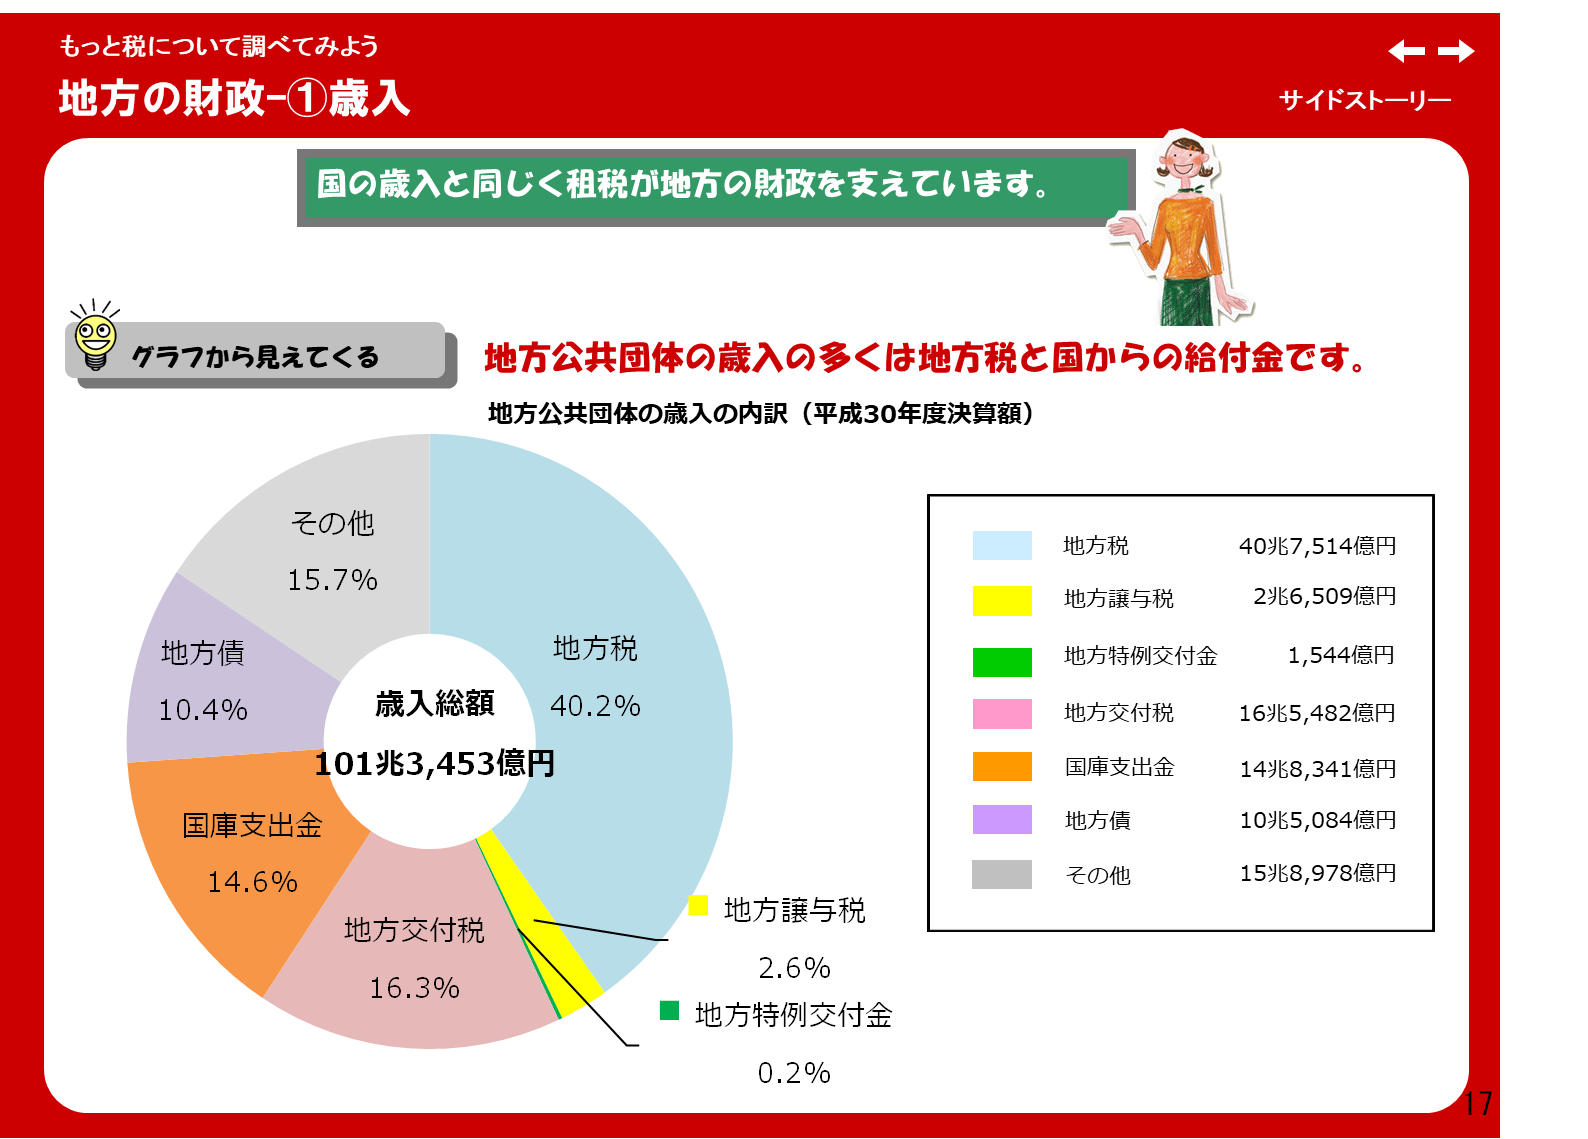 もっと税について調べてみよう
地方の財政-①歳入
サイドストーリー
国の歳入と同じく租税が地方の財政を支えています。
グラフから見えてくる
地方公共団体の歳入の多くは地方税と国からの給付金です。
地方公共団体の歳入の内訳（平成30年度決算額）
その他
15.7%
地方債
10.4%
国庫支出金
14.6%
地方交付税
16.3%
地方税
40.2%
歳入総額
101兆3,453億円
地方譲与税
2.6%
地方特例交付金
0.2%
地方税 40兆7,514億円
地方譲与税 2兆6,509億円
地方特例交付金 1,544億円
地方交付税 16兆5,482億円
国庫支出金 14兆8,341億円
地方債 10兆5,084億円
その他 15兆8,978億円
17